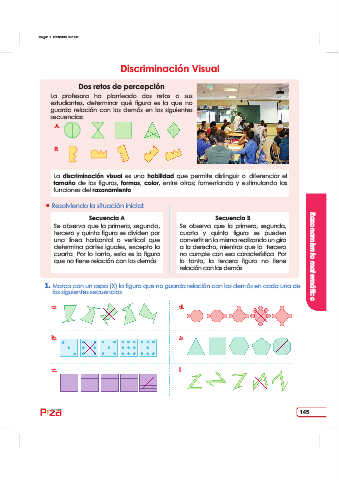 Discriminación Visual
Dos retos de percepción
La profesora ha planteado dos retos a sus
estudiantes, determinar qué figura es la que no
guarda relación con las demás en las siguientes
secuencias:
A.
B.
La discriminación visual es una habilidad que permite distinguir o diferenciar el
tamaño de las figuras, formas, color, entre otros; fomentando y estimulando las
funciones del razonamiento
• Resolviendo la situación inicial:
Secuencia A
Se observa que la primera, segunda,
tercera y quinta figura se dividen por
una línea horizontal o vertical que
determina partes iguales, excepto la
cuarta. Por lo tanto, esta es la figura
que no tiene relación con las demás
Secuencia B
Se observa que la primera, segunda,
cuarta y quinta figura se pueden
convertir en la misma realizando un giro
a la derecha, mientras que la tercera
no cumple con esa característica. Por
lo tanto, la tercera figura no tiene
relación con las demás
Razonamiento matemático
1. Marca con un aspa (X) la figura que no guarda relación con las demás en cada una de
las siguientes secuencias:
d.
b.
145